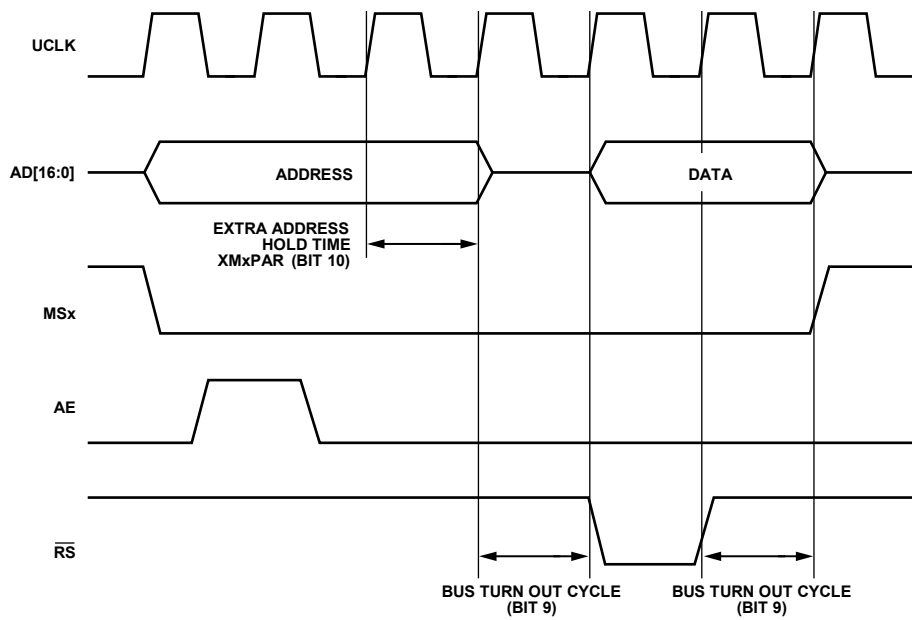 UCLK
AD[16:0]
ADDRESS
DATA
EXTRA ADDRESS
HOLD TIME
XMxPAR (BIT 10)
MSx
AE
RS
BUS TURN OUT CYCLE
(BIT 9)
BUS TURN OUT CYCLE
(BIT 9)